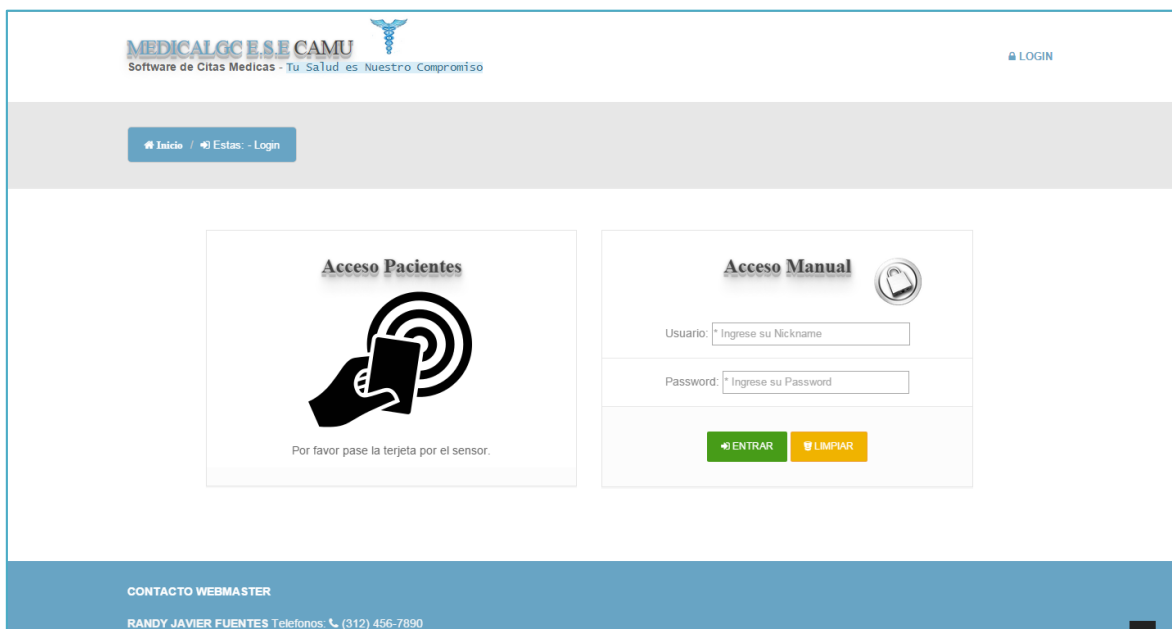 MEDICALGC E.S.E CAMU
Software de Citas Medicas - Tu Salud es Nuestro Compromiso
LOGIN
Inicio / Estas: - Login
Acceso Pacientes
Por favor pase la terjeta por el sensor.
Acceso Manual
Usuario: * Ingrese su Nickname
Password: * Ingrese su Password
ENTRAR LIMPIAR
CONTACTO WEBMASTER
RANDY JAVIER FUENTES Telefonos: (312) 456-7890